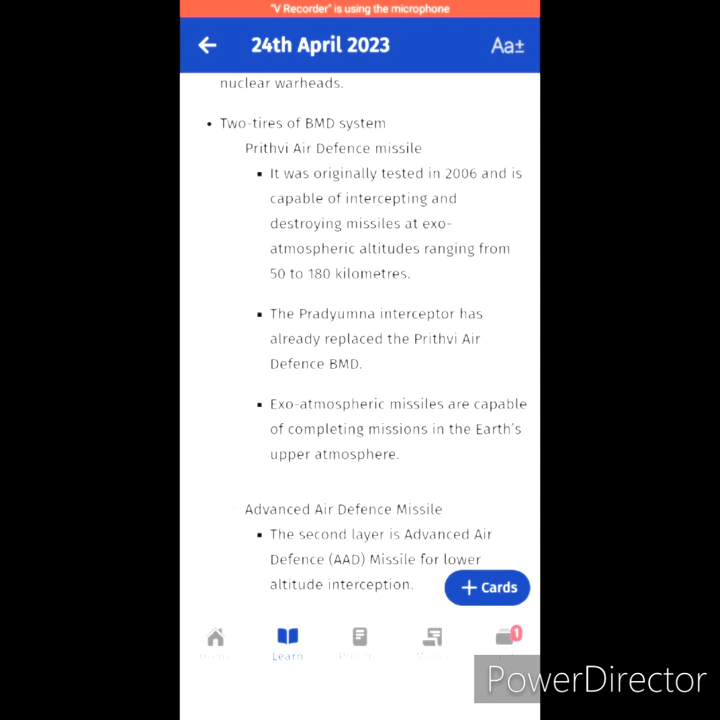 "V Recorder" is using the microphone
24th April 2023 Aa±
nuclear warheads.
• Two-tires of BMD system
Prithvi Air Defence missile
▪ It was originally tested in 2006 and is
capable of intercepting and
destroying missiles at exo-
atmospheric altitudes ranging from
50 to 180 kilometres.
▪ The Pradyumna interceptor has
already replaced the Prithvi Air
Defence BMD.
▪ Exo-atmospheric missiles are capable
of completing missions in the Earth's
upper atmosphere.
Advanced Air Defence Missile
▪ The second layer is Advanced Air
Defence (AAD) Missile for lower
altitude interception.
+ Cards
1
Learn
PowerDirector